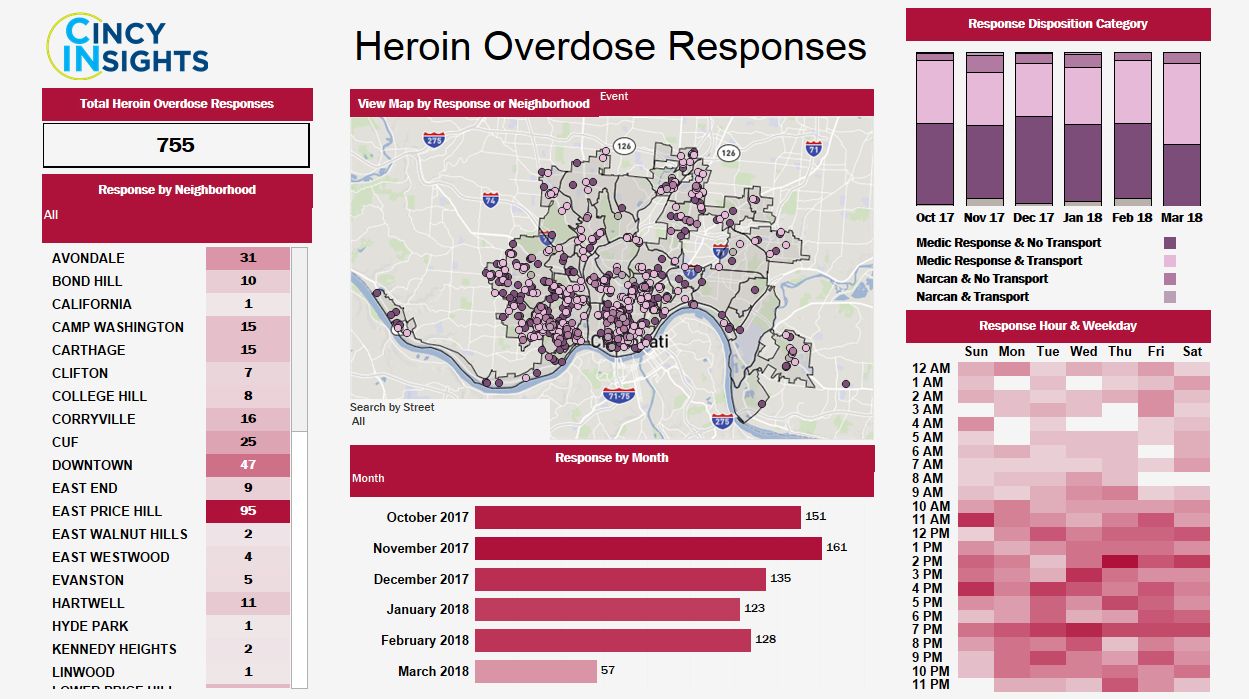 CINCY
INSIGHTS
Heroin Overdose Responses
Total Heroin Overdose Responses
755
Response by Neighborhood
All
AVONDALE 31
BOND HILL 10
CALIFORNIA 1
CAMP WASHINGTON 15
CARTHAGE 15
CLIFTON 7
COLLEGE HILL 8
CORRYVILLE 16
CUF 25
DOWNTOWN 47
EAST END 9
EAST PRICE HILL 95
EAST WALNUT HILLS 2
EAST WESTWOOD 4
EVANSTON 5
HARTWELL 11
HYDE PARK 1
KENNEDY HEIGHTS 2
LINWOOD 1
LOWER PRICE HILL
View Map by Response or Neighborhood
Event
275
126
126
71
74
71
71-75
275
Search by Street
All
Response by Month
Month
October 2017 151
November 2017 161
December 2017 135
January 2018 123
February 2018 128
March 2018 57
Response Disposition Category
Oct 17 Nov 17 Dec 17 Jan 18 Feb 18 Mar 18
Medic Response & No Transport
Medic Response & Transport
Narcan & No Transport
Narcan & Transport
Response Hour & Weekday
Sun Mon Tue Wed Thu Fri Sat
12 AM
1 AM
2 AM
3 AM
4 AM
5 AM
6 AM
7 AM
8 AM
9 AM
10 AM
11 AM
12 PM
1 PM
2 PM
3 PM
4 PM
5 PM
6 PM
7 PM
8 PM
9 PM
10 PM
11 PM